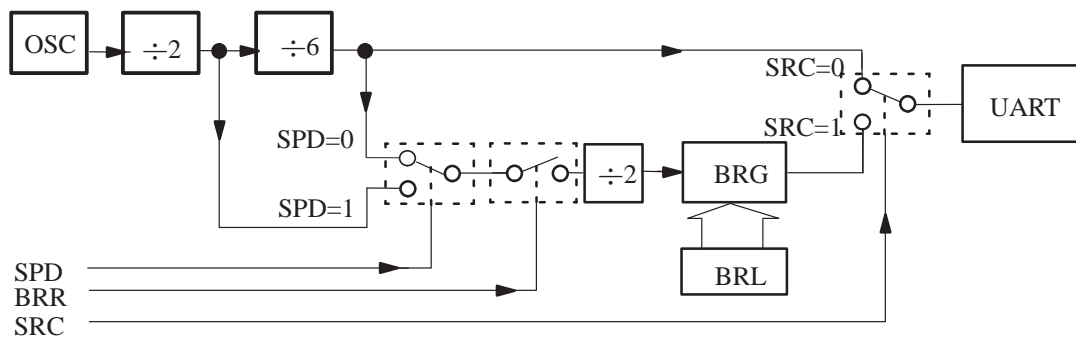 OSC
÷2
÷6
SRC=0
UART
SRC=1
SPD=0
÷2
BRG
SPD=1
BRL
SPD
BRR
SRC